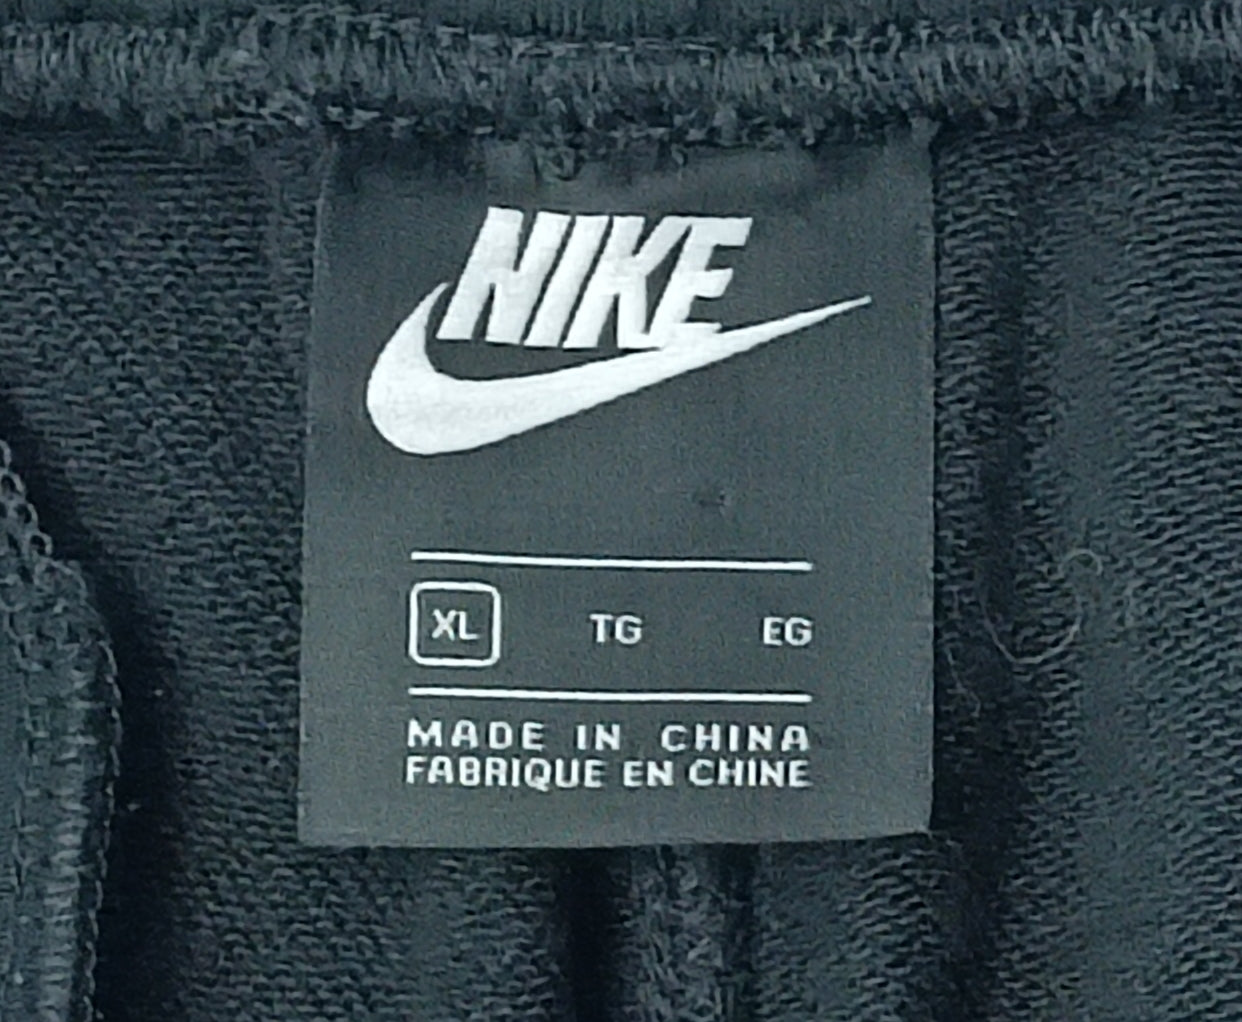 NIKE
XL TG EG
MADE IN CHINA
FABRIQUE EN CHINE